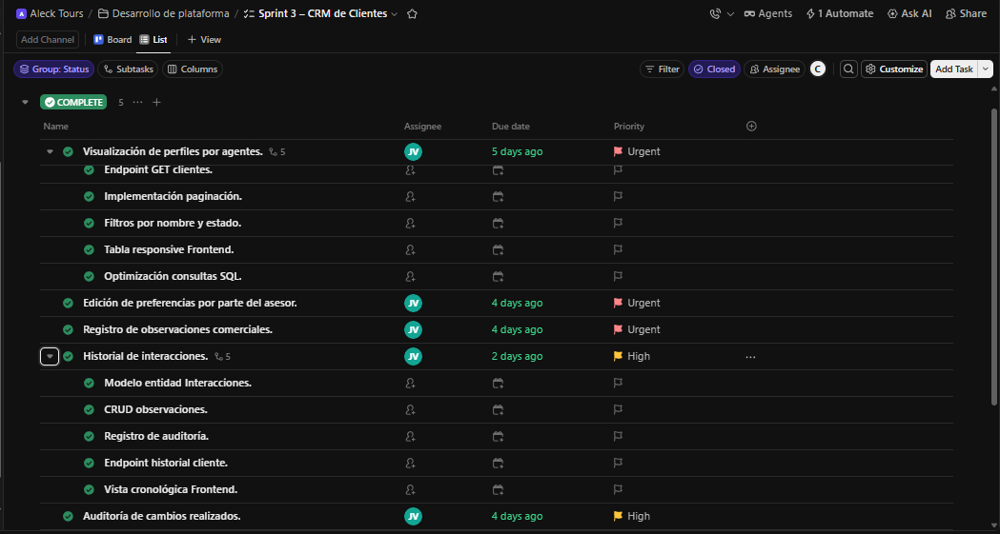 A Aleck Tours / Desarrollo de plataforma / Sprint 3 – CRM de Clientes Agents 1 Automate Ask AI Share
Add Channel Board List + View
Group: Status Subtasks Columns Filter Closed Assignee C Customize Add Task
COMPLETE 5 ... +
Name Assignee Due date Priority
Visualización de perfiles por agentes. 5 JV 5 days ago Urgent
Endpoint GET clientes.
Implementación paginación.
Filtros por nombre y estado.
Tabla responsive Frontend.
Optimización consultas SQL.
Edición de preferencias por parte del asesor. JV 4 days ago Urgent
Registro de observaciones comerciales. JV 4 days ago Urgent
Historial de interacciones. 5 JV 2 days ago High ...
Modelo entidad Interacciones.
CRUD observaciones.
Registro de auditoría.
Endpoint historial cliente.
Vista cronológica Frontend.
Auditoría de cambios realizados. JV 4 days ago High